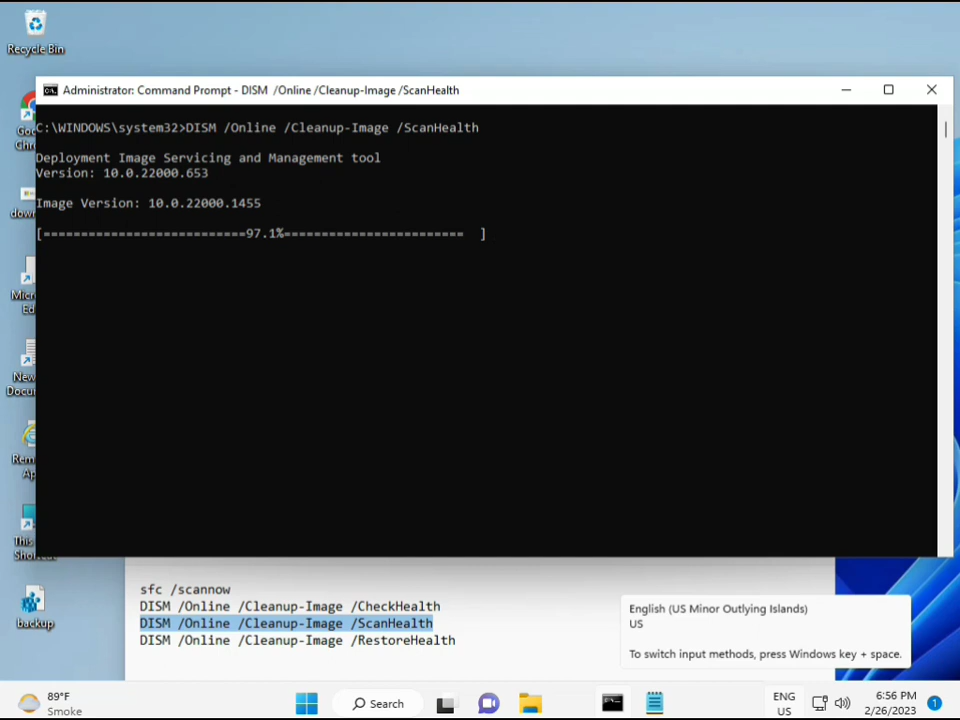 Recycle Bin
Administrator: Command Prompt - DISM /Online /Cleanup-Image /ScanHealth
C:\WINDOWS\system32>DISM /Online /Cleanup-Image /ScanHealth
Deployment Image Servicing and Management tool
Version: 10.0.22000.653
Image Version: 10.0.22000.1455
[===========================97.1%======================== ]
backup
sfc /scannow
DISM /Online /Cleanup-Image /CheckHealth
DISM /Online /Cleanup-Image /ScanHealth
DISM /Online /Cleanup-Image /RestoreHealth
English (US Minor Outlying Islands)
US
To switch input methods, press Windows key + space.
89°F
Smoke
Search
ENG
US
6:56 PM
2/26/2023
1